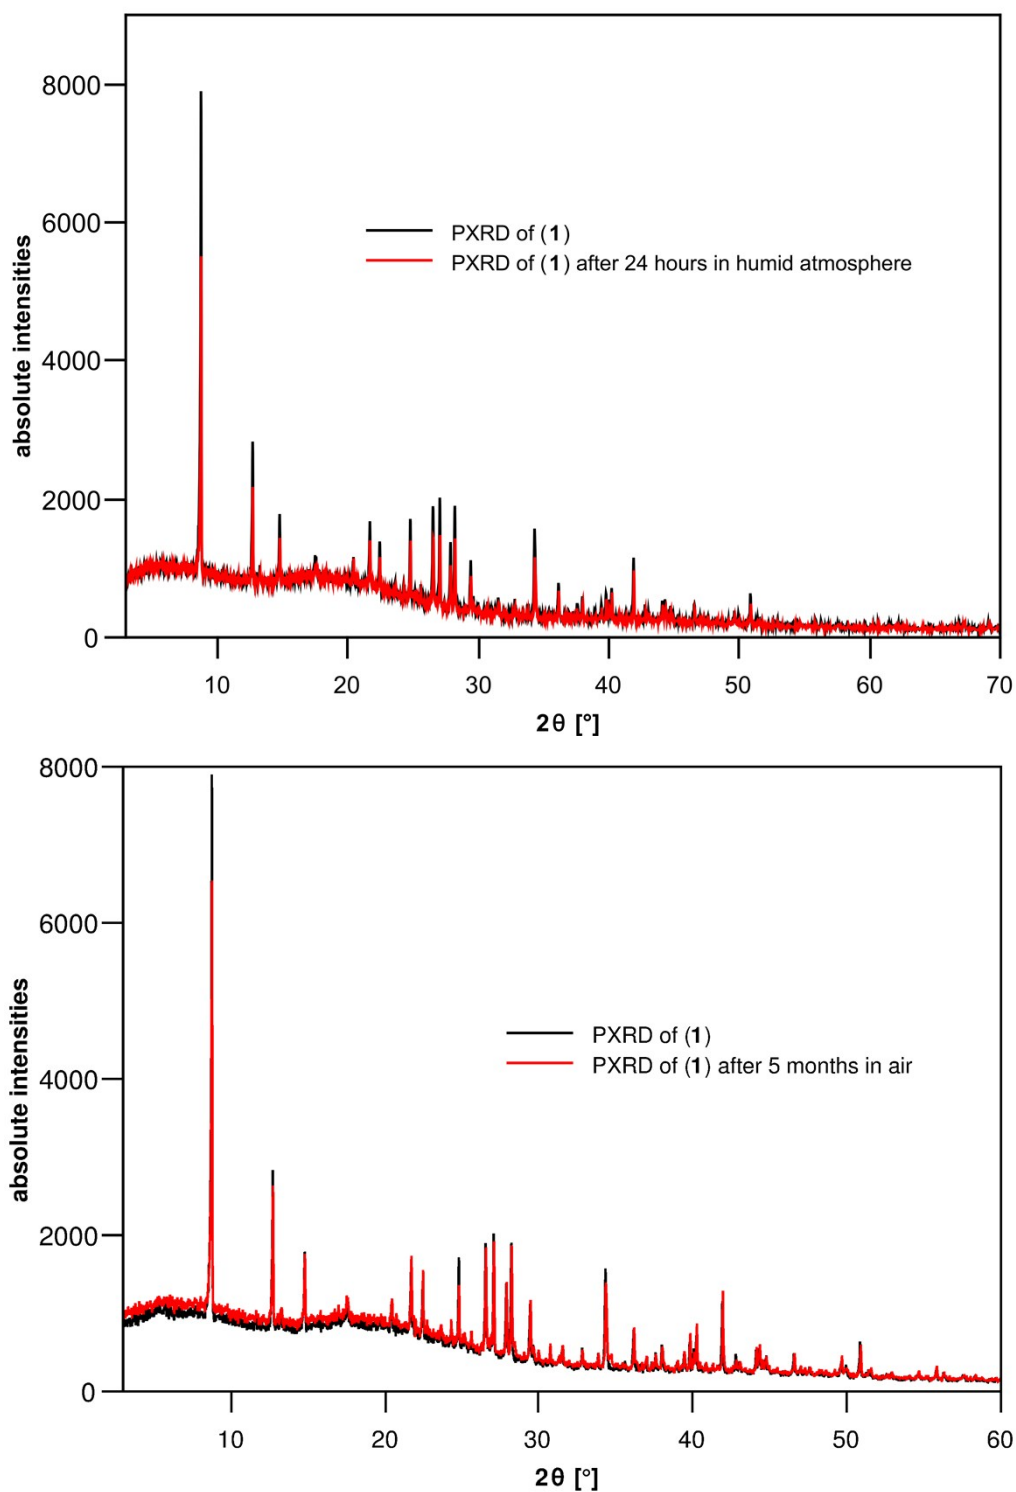 8000
6000
4000
2000
0
absolute intensities
PXRD of (1)
PXRD of (1) after 24 hours in humid atmosphere
10 20 30 40 50 60 70
2θ [°]
8000
6000
4000
2000
0
absolute intensities
PXRD of (1)
PXRD of (1) after 5 months in air
10 20 30 40 50 60
2θ [°]